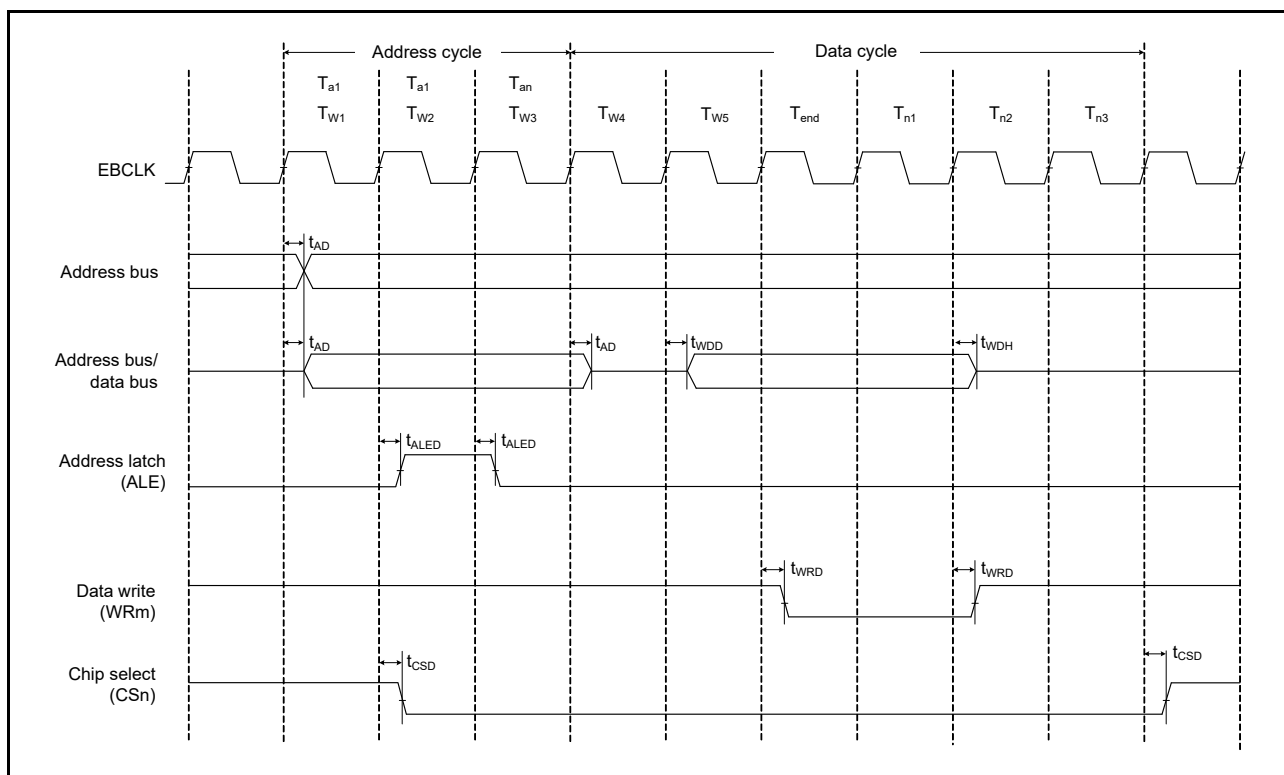 Address cycle Data cycle
Ta1 Ta1 Tan
TW1 TW2 TW3 TW4 TW5 Tend Tn1 Tn2 Tn3
EBCLK
tAD
Address bus
tAD tAD tWDD tWDH
Address bus/
data bus
tALED tALED
Address latch
(ALE)
tWRD tWRD
Data write
(WRm)
tCSD tCSD
Chip select
(CSn)